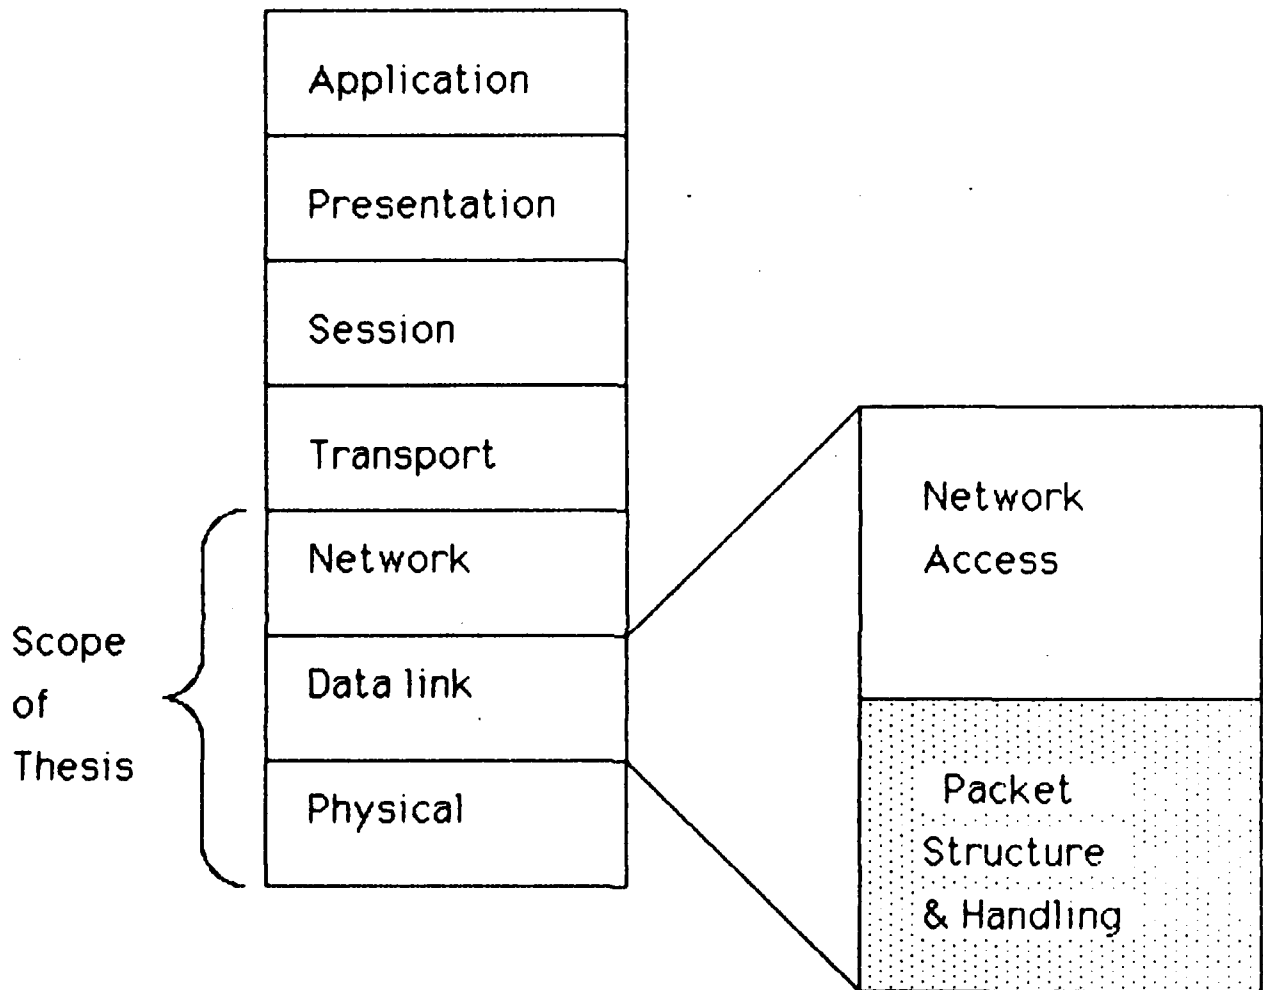 Application
Presentation
Session
Transport
Network
Data link
Physical
Scope
of
Thesis
Network
Access
Packet
Structure
& Handling